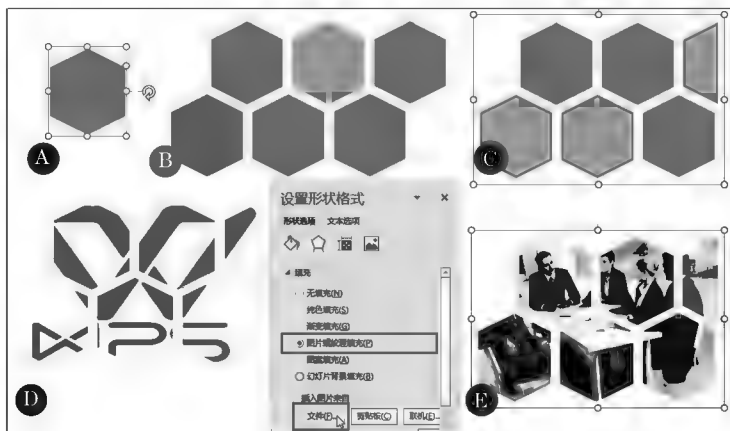 A
B
C
D
WPS
设置形状格式
形状选项 文本选项
填充
无填充(N)
纯色填充(S)
渐变填充(G)
图片或纹理填充(P)
图案填充(A)
幻灯片背景填充(B)
插入图片来自
文件(F)...
剪贴板(C)
联机(E)...
E